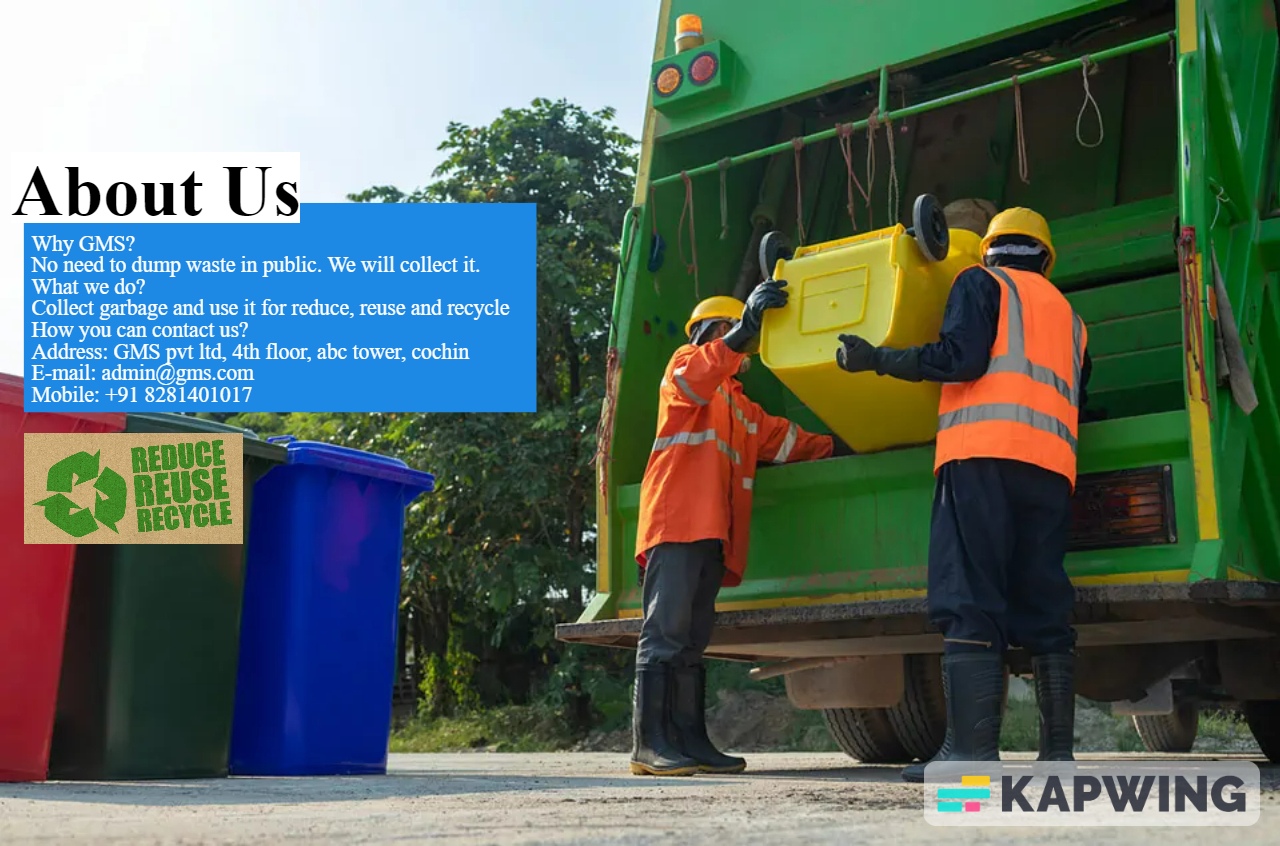 About Us
Why GMS?
No need to dump waste in public. We will collect it.
What we do?
Collect garbage and use it for reduce, reuse and recycle
How you can contact us?
Address: GMS pvt ltd, 4th floor, abc tower, cochin
E-mail: admin@gms.com
Mobile: +91 8281401017
REDUCE
REUSE
RECYCLE
KAPWING